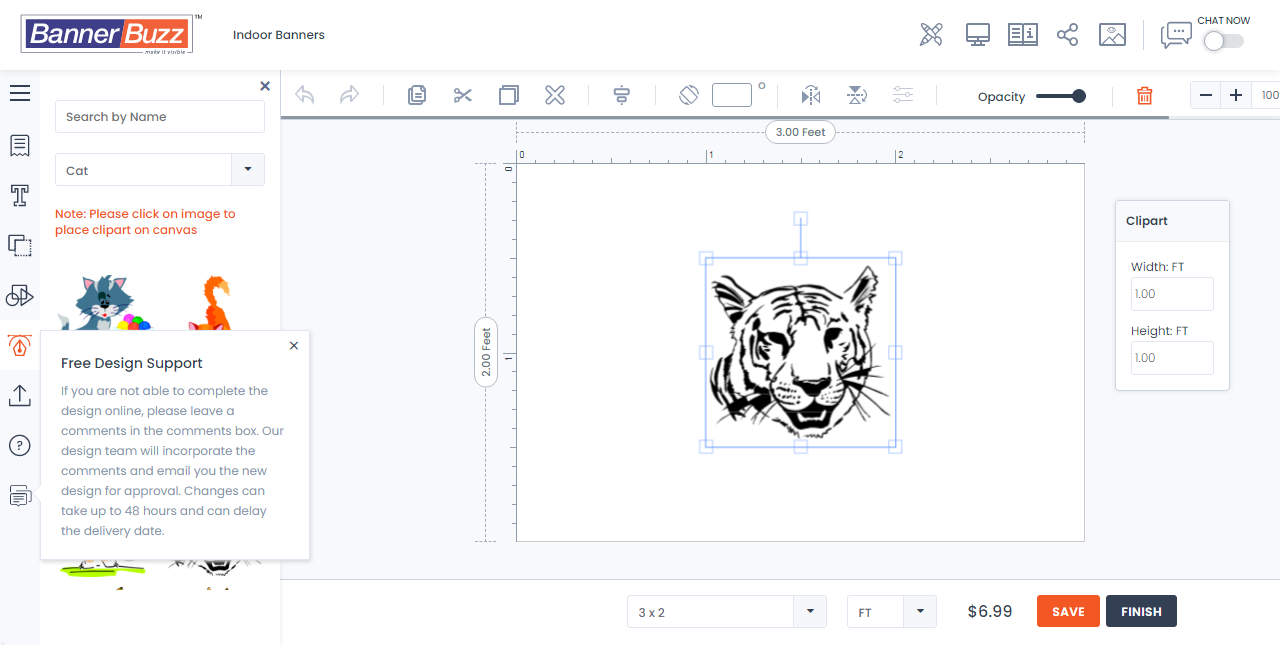 BannerBuzz
TM
make it visible
Indoor Banners
CHAT NOW
Search by Name
Cat
Note: Please click on image to
place clipart on canvas
Free Design Support
If you are not able to complete the
design online, please leave a
comments in the comments box. Our
design team will incorporate the
comments and email you the new
design for approval. Changes can
take up to 48 hours and can delay
the delivery date.
Opacity
100
3.00 Feet
0
1
2
0
1
2.00 Feet
Clipart
Width: FT
1.00
Height: FT
1.00
3 x 2
FT
$6.99
SAVE
FINISH